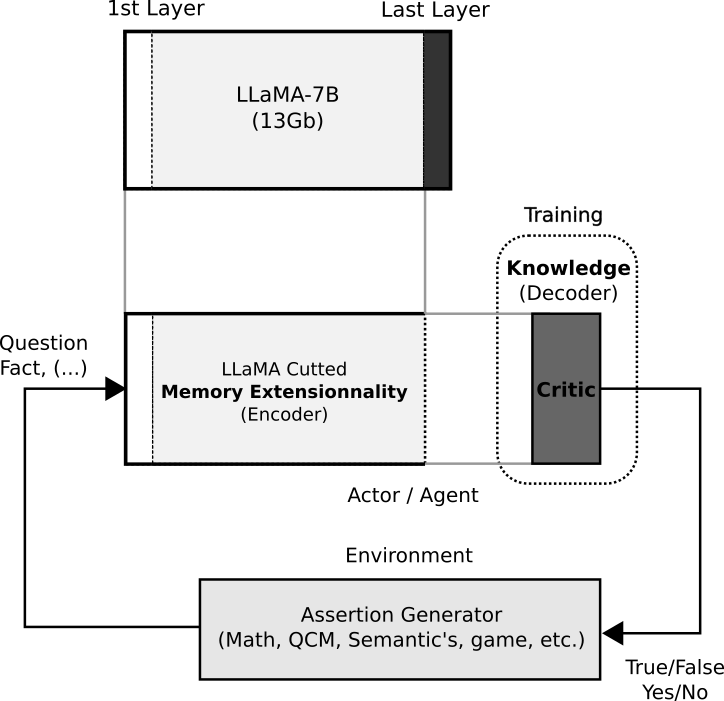 1st Layer
Last Layer
LLaMA-7B
(13Gb)
Training
Knowledge
(Decoder)
Question
Fact, (...)
LLaMA Cutted
Memory Extensionnality
(Encoder)
Critic
Actor / Agent
Environment
Assertion Generator
(Math, QCM, Semantic's, game, etc.)
True/False
Yes/No